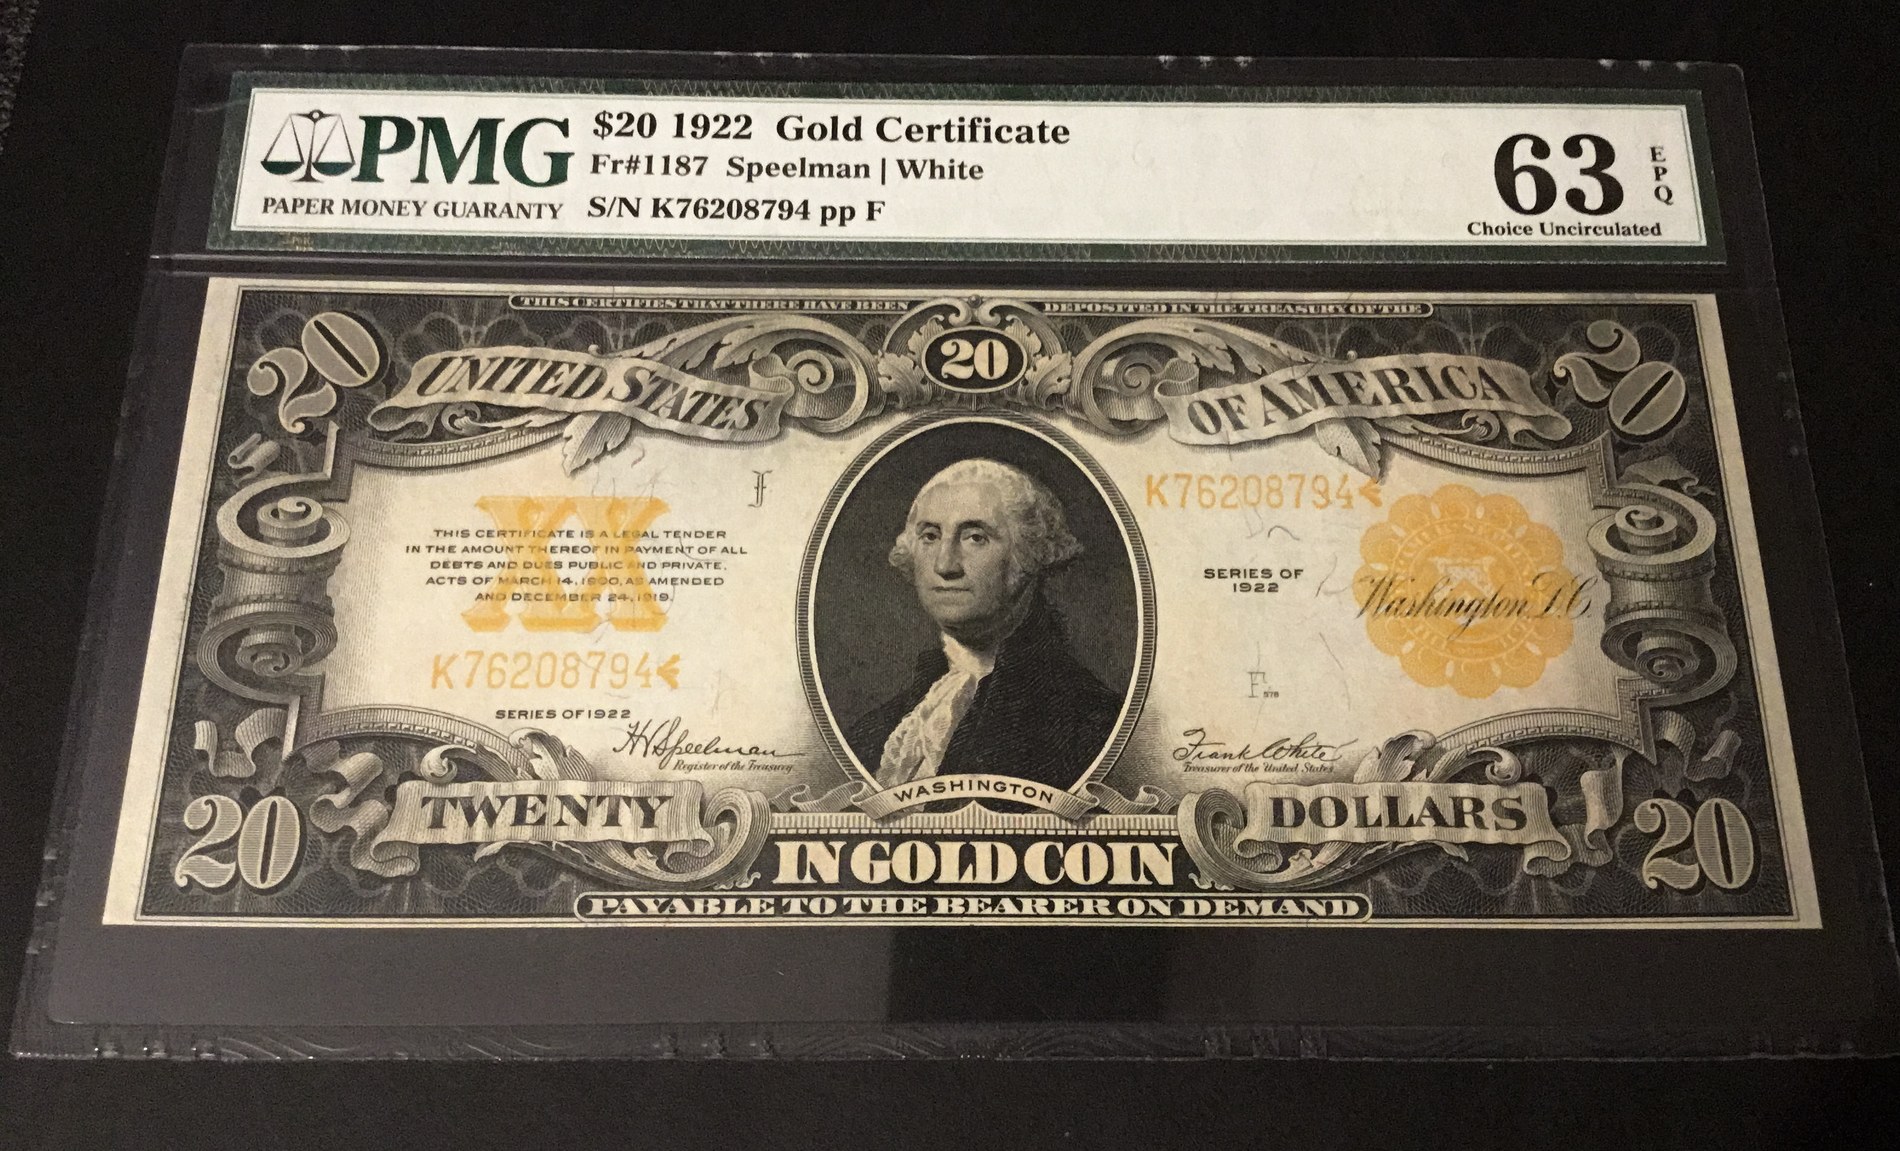 PMG
PAPER MONEY GUARANTY
$20 1922 Gold Certificate
Fr#1187 Speelman | White
S/N K76208794 pp F
63
EPQ
Choice Uncirculated
THIS CERTIFIES THAT THERE HAVE BEEN DEPOSITED IN THE TREASURY OF THE
20
20
20
UNITED STATES
OF AMERICA
F
K76208794
THIS CERTIFICATE IS A LEGAL TENDER
IN THE AMOUNT THEREOF IN PAYMENT OF ALL
DEBTS AND DUES PUBLIC AND PRIVATE.
ACTS OF MARCH 14, 1900, AS AMENDED
AND DECEMBER 24, 1919.
XX
SERIES OF
1922
Washington, D.C.
K76208794
F 578
SERIES OF 1922
H V Speelman
Register of the Treasury
Frank White
Treasurer of the United States
WASHINGTON
20
TWENTY
DOLLARS
20
IN GOLD COIN
PAYABLE TO THE BEARER ON DEMAND